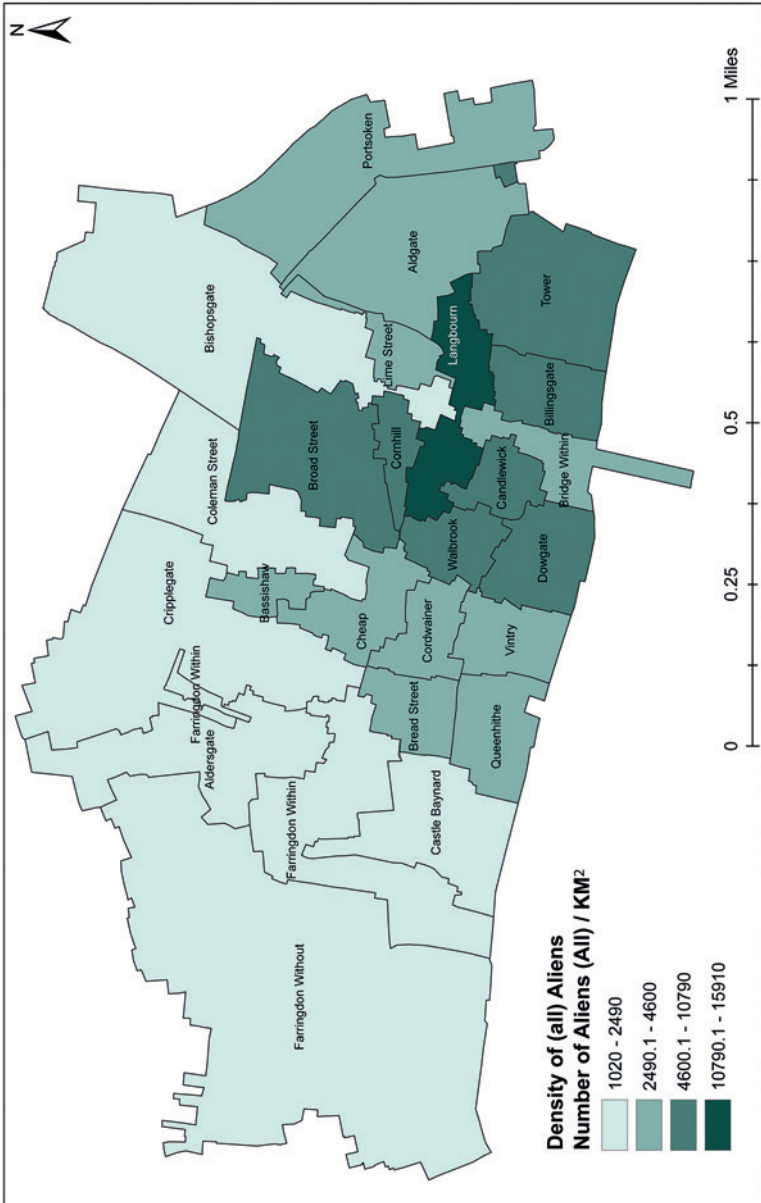 N
Portsoken
Bishopsgate
Aldgate
Coleman Street
Lime Street
Langbourn
Tower
Broad Street
Cornhill
Billingsgate
Cripplegate
Bassishaw
Candlewick
Bridge Within
Walbrook
Dowgate
Cheap
Cordwainer
Vintry
Farringdon Within
Aldersgate
Bread Street
Queenhithe
Farringdon Within
Castle Baynard
Farringdon Without
Density of (all) Aliens
Number of Aliens (All) / KM²
1020 - 2490
2490.1 - 4600
4600.1 - 10790
10790.1 - 15910
0 0.25 0.5 1 Miles